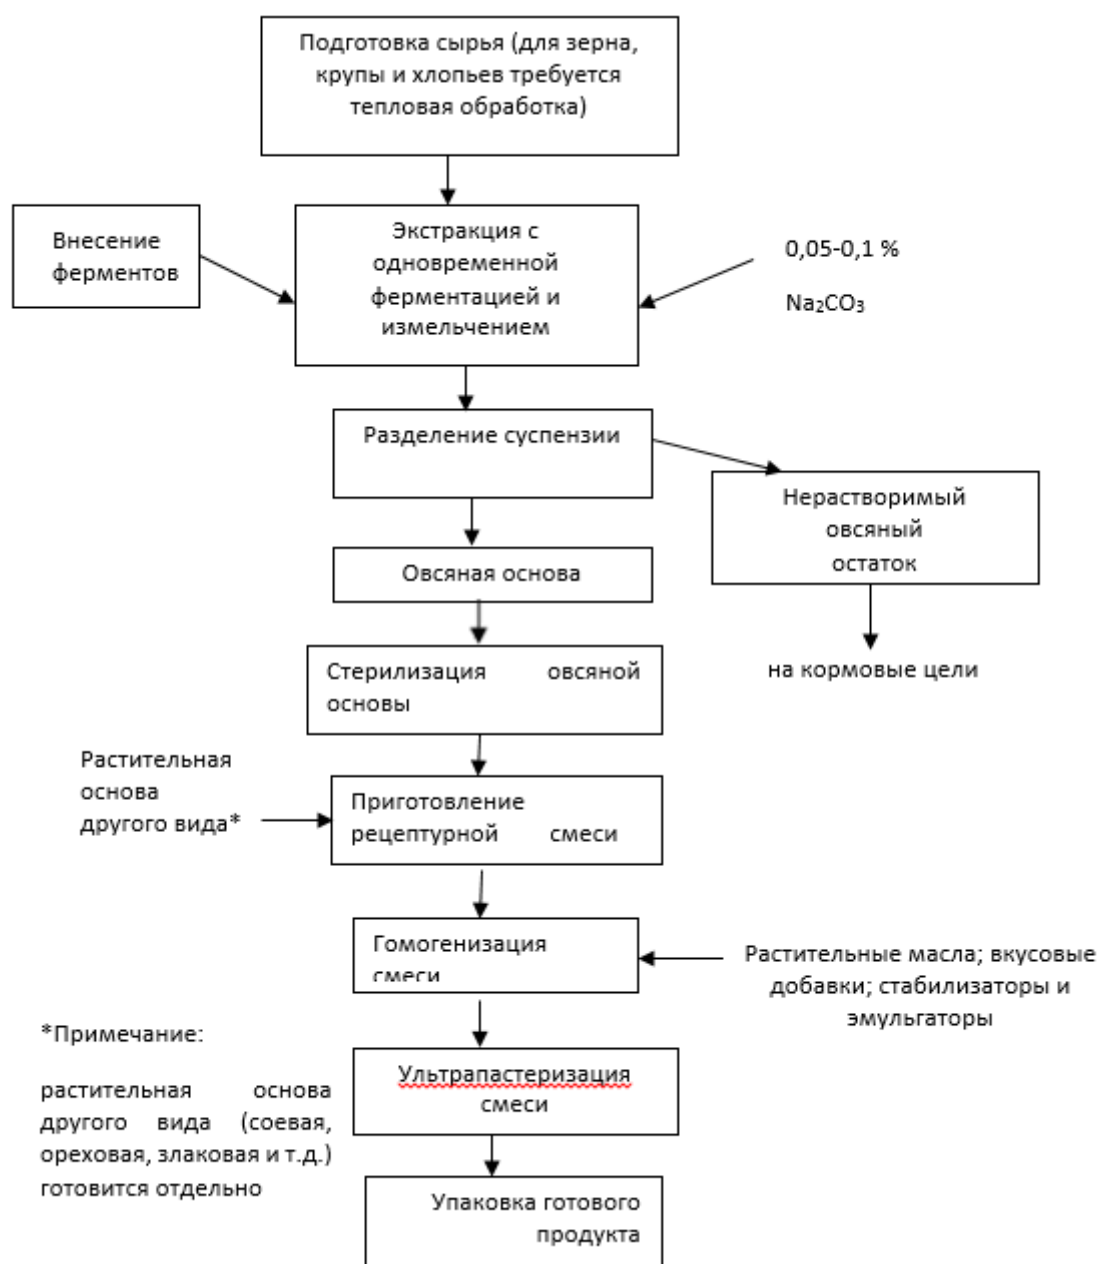 Подготовка сырья (для зерна,
крупы и хлопьев требуется
тепловая обработка)
Внесение
ферментов
Экстракция с
одновременной
ферментацией и
измельчением
0,05-0,1 %
Na₂CO₃
Разделение суспензии
Нерастворимый
овсяный
остаток
Овсяная основа
на кормовые цели
Стерилизация овсяной
основы
Растительная
основа
другого вида*
Приготовление
рецептурной смеси
Гомогенизация
смеси
Растительные масла; вкусовые
добавки; стабилизаторы и
эмульгаторы
*Примечание:
растительная основа
другого вида (соевая,
ореховая, злаковая и т.д.)
готовится отдельно
Ультрапастеризация
смеси
Упаковка готового
продукта